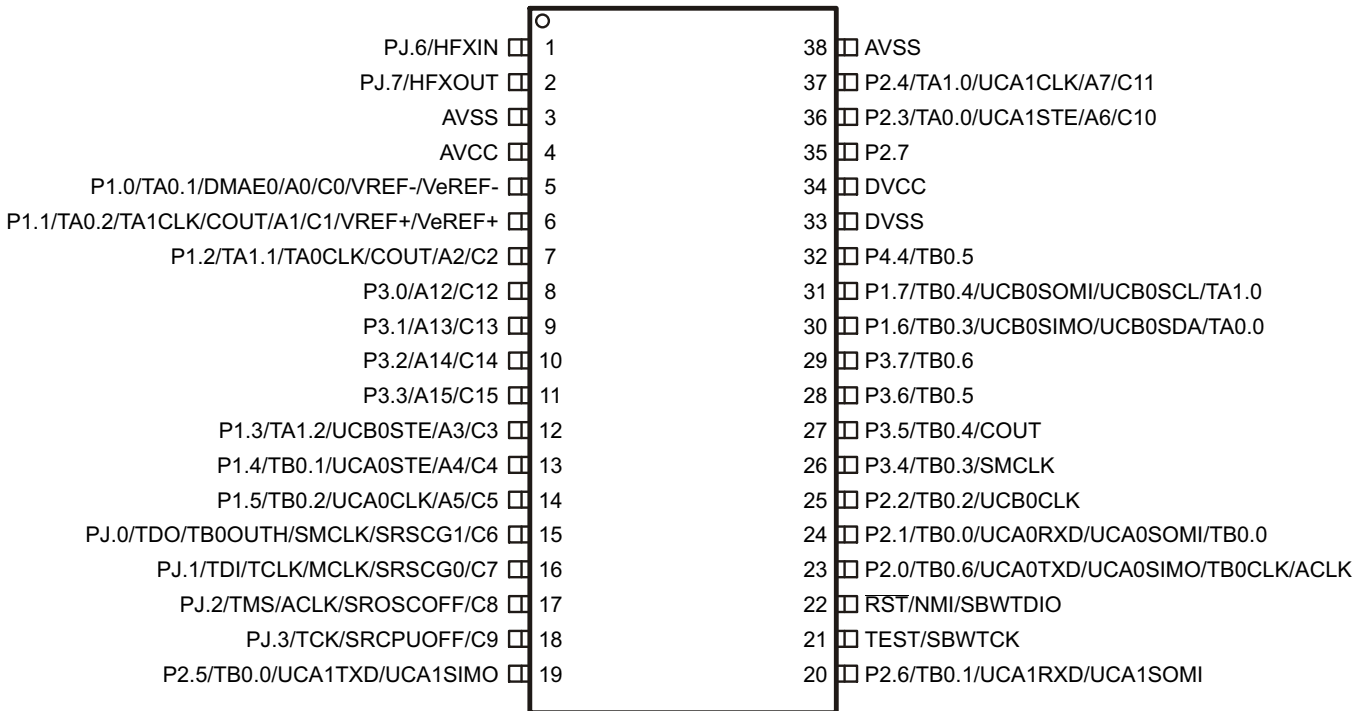 PJ.6/HFXIN 1 38 AVSS
PJ.7/HFXOUT 2 37 P2.4/TA1.0/UCA1CLK/A7/C11
AVSS 3 36 P2.3/TA0.0/UCA1STE/A6/C10
AVCC 4 35 P2.7
P1.0/TA0.1/DMAE0/A0/C0/VREF-/VeREF- 5 34 DVCC
P1.1/TA0.2/TA1CLK/COUT/A1/C1/VREF+/VeREF+ 6 33 DVSS
P1.2/TA1.1/TA0CLK/COUT/A2/C2 7 32 P4.4/TB0.5
P3.0/A12/C12 8 31 P1.7/TB0.4/UCB0SOMI/UCB0SCL/TA1.0
P3.1/A13/C13 9 30 P1.6/TB0.3/UCB0SIMO/UCB0SDA/TA0.0
P3.2/A14/C14 10 29 P3.7/TB0.6
P3.3/A15/C15 11 28 P3.6/TB0.5
P1.3/TA1.2/UCB0STE/A3/C3 12 27 P3.5/TB0.4/COUT
P1.4/TB0.1/UCA0STE/A4/C4 13 26 P3.4/TB0.3/SMCLK
P1.5/TB0.2/UCA0CLK/A5/C5 14 25 P2.2/TB0.2/UCB0CLK
PJ.0/TDO/TB0OUTH/SMCLK/SRSCG1/C6 15 24 P2.1/TB0.0/UCA0RXD/UCA0SOMI/TB0.0
PJ.1/TDI/TCLK/MCLK/SRSCG0/C7 16 23 P2.0/TB0.6/UCA0TXD/UCA0SIMO/TB0CLK/ACLK
PJ.2/TMS/ACLK/SROSCOFF/C8 17 22 RST/NMI/SBWTDIO
PJ.3/TCK/SRCPUOFF/C9 18 21 TEST/SBWTCK
P2.5/TB0.0/UCA1TXD/UCA1SIMO 19 20 P2.6/TB0.1/UCA1RXD/UCA1SOMI